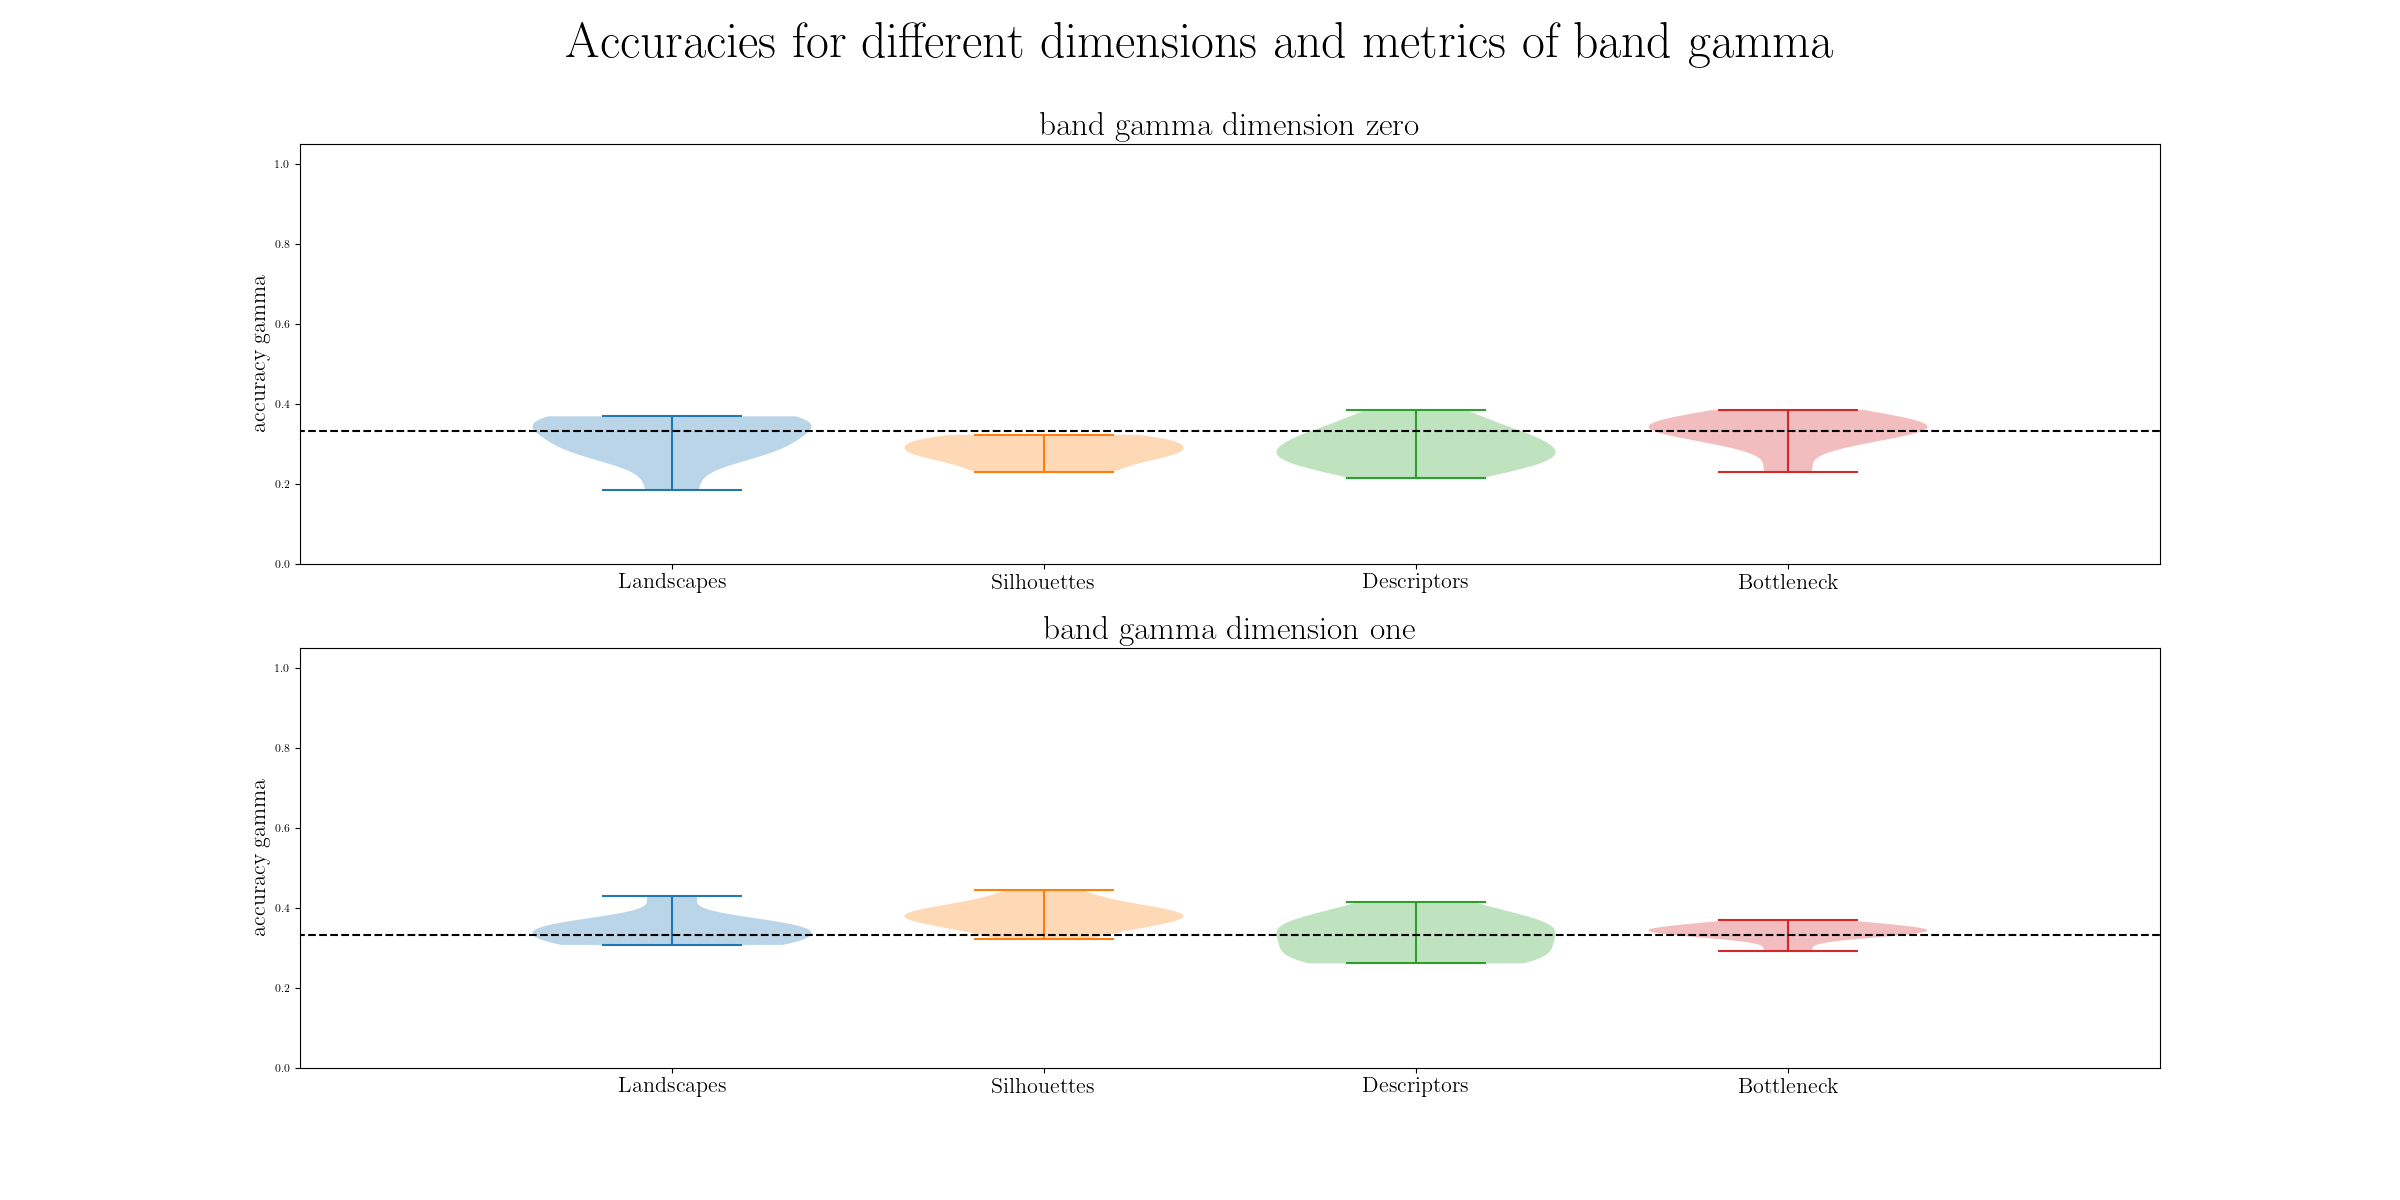 Accuracies for different dimensions and metrics of band gamma
band gamma dimension zero
accuracy gamma
1.0
0.8
0.6
0.4
0.2
0.0
Landscapes Silhouettes Descriptors Bottleneck
band gamma dimension one
accuracy gamma
1.0
0.8
0.6
0.4
0.2
0.0
Landscapes Silhouettes Descriptors Bottleneck